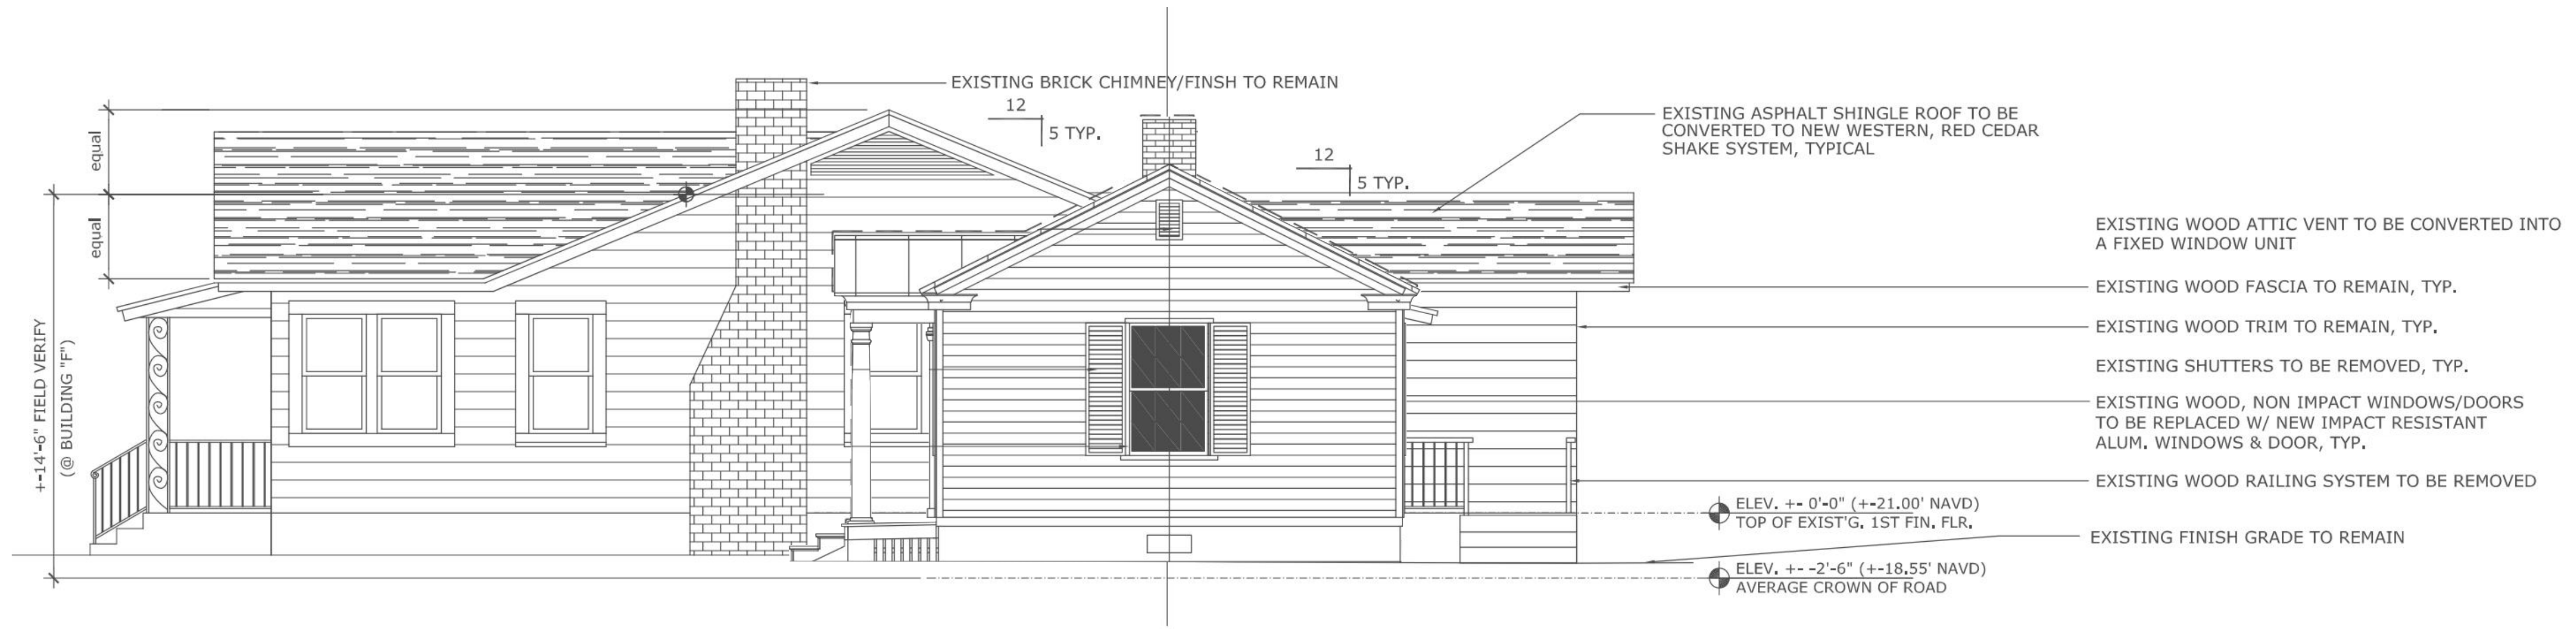 EXISTING BRICK CHIMNEY/FINSH TO REMAIN
12
5 TYP.
12
5 TYP.
EXISTING ASPHALT SHINGLE ROOF TO BE
CONVERTED TO NEW WESTERN, RED CEDAR
SHAKE SYSTEM, TYPICAL
equal
equal
+-14'-6" FIELD VERIFY
(@ BUILDING "F")
EXISTING WOOD ATTIC VENT TO BE CONVERTED INTO
A FIXED WINDOW UNIT
EXISTING WOOD FASCIA TO REMAIN, TYP.
EXISTING WOOD TRIM TO REMAIN, TYP.
EXISTING SHUTTERS TO BE REMOVED, TYP.
EXISTING WOOD, NON IMPACT WINDOWS/DOORS
TO BE REPLACED W/ NEW IMPACT RESISTANT
ALUM. WINDOWS & DOOR, TYP.
EXISTING WOOD RAILING SYSTEM TO BE REMOVED
ELEV. +- 0'-0" (+-21.00' NAVD)
TOP OF EXIST'G. 1ST FIN. FLR.
EXISTING FINISH GRADE TO REMAIN
ELEV. +- -2'-6" (+-18.55' NAVD)
AVERAGE CROWN OF ROAD